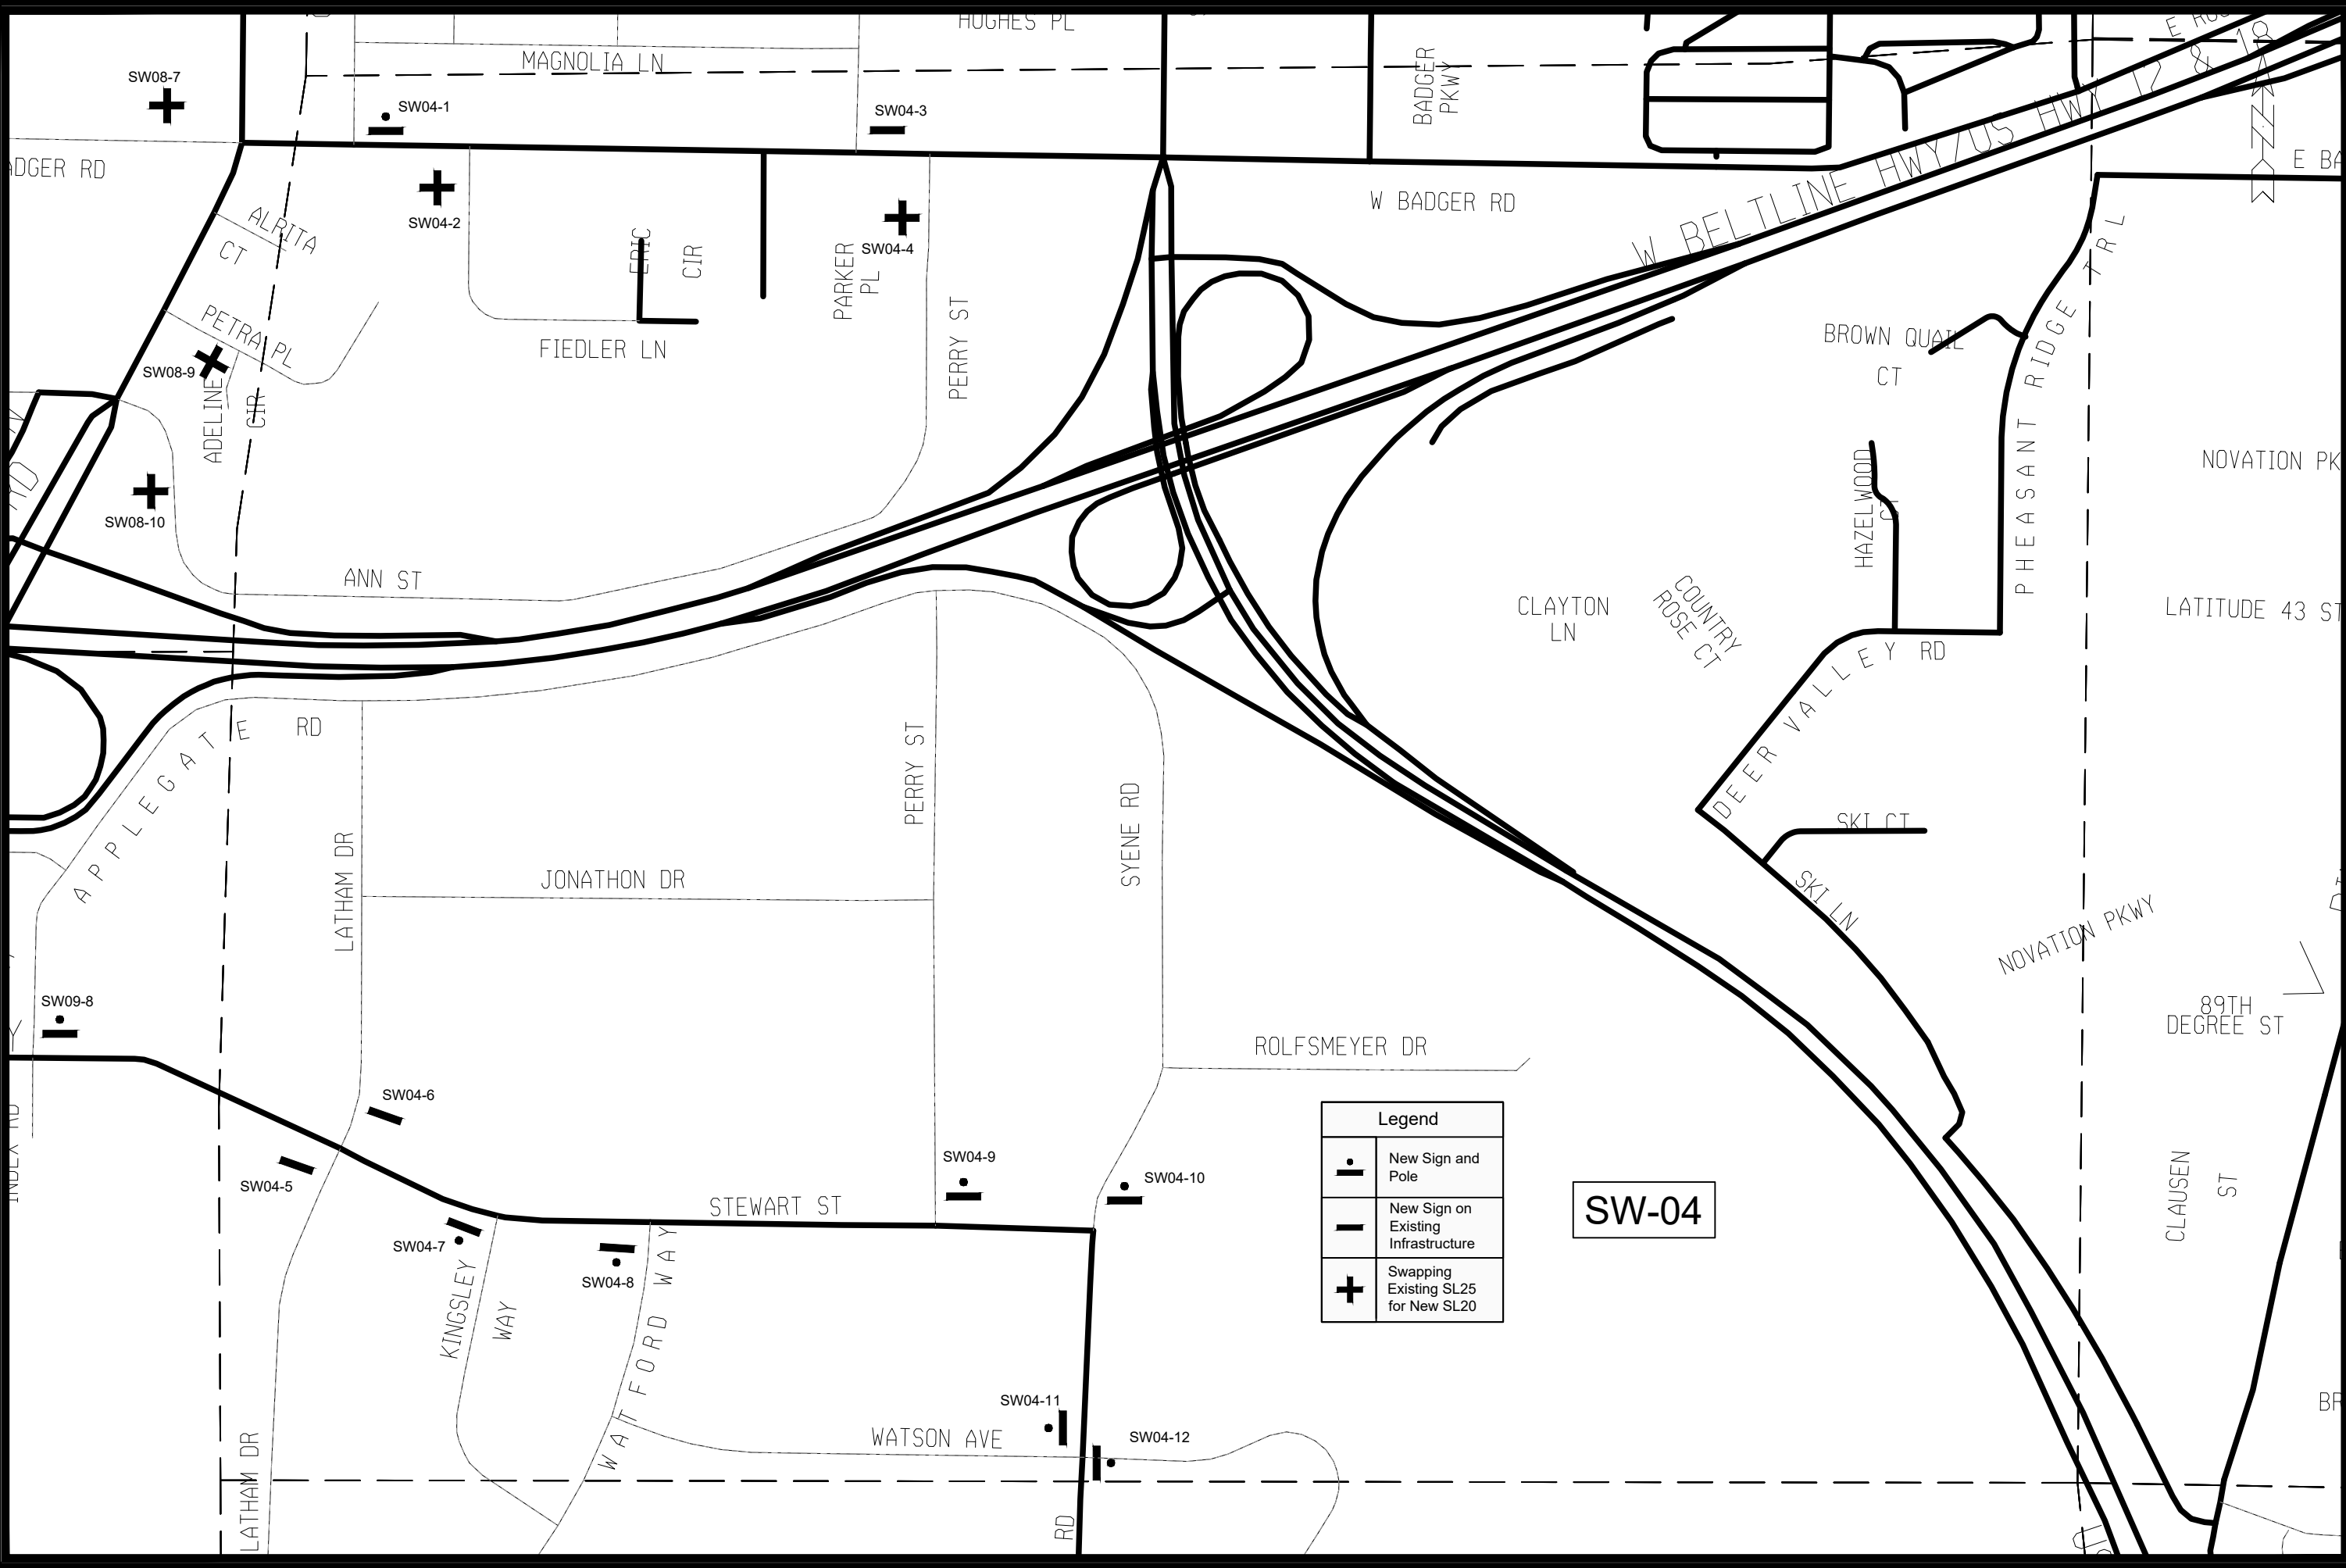 HUGHES PL
MAGNOLIA LN
SW08-7
SW04-1
SW04-3
BADGER
PKWY
W BELTLINE HWY/US HWY 12 & 18
ADGER RD
E BA
W BADGER RD
SW04-2
SW04-4
ALRITA
CT
ERIC
CIR
PARKER
PL
PERRY ST
PETRA PL
SW08-9
FIEDLER LN
ADELINE
CIR
BROWN QUAIL
CT
PHEASANT RIDGE TRL
NOVATION PK
HAZELWOOD
CT
SW08-10
ANN ST
CLAYTON
LN
COUNTRY
ROSE CT
LATITUDE 43 ST
DEER VALLEY RD
APPLEGATE RD
PERRY ST
SYENE RD
SKI CT
LATHAM DR
JONATHON DR
SKI LN
NOVATION PKWY
SW09-8
89TH
DEGREE ST
ROLFSMEYER DR
SW04-6
INDEX RD
SW04-5
SW04-9
SW04-10
STEWART ST
SW04-7
SW04-8
KINGSLEY
WAY
WATFORD WAY
Legend
New Sign and
Pole
New Sign on
Existing
Infrastructure
Swapping
Existing SL25
for New SL20
SW-04
CLAUSEN
ST
BR
SW04-11
SW04-12
WATSON AVE
LATHAM DR
RD